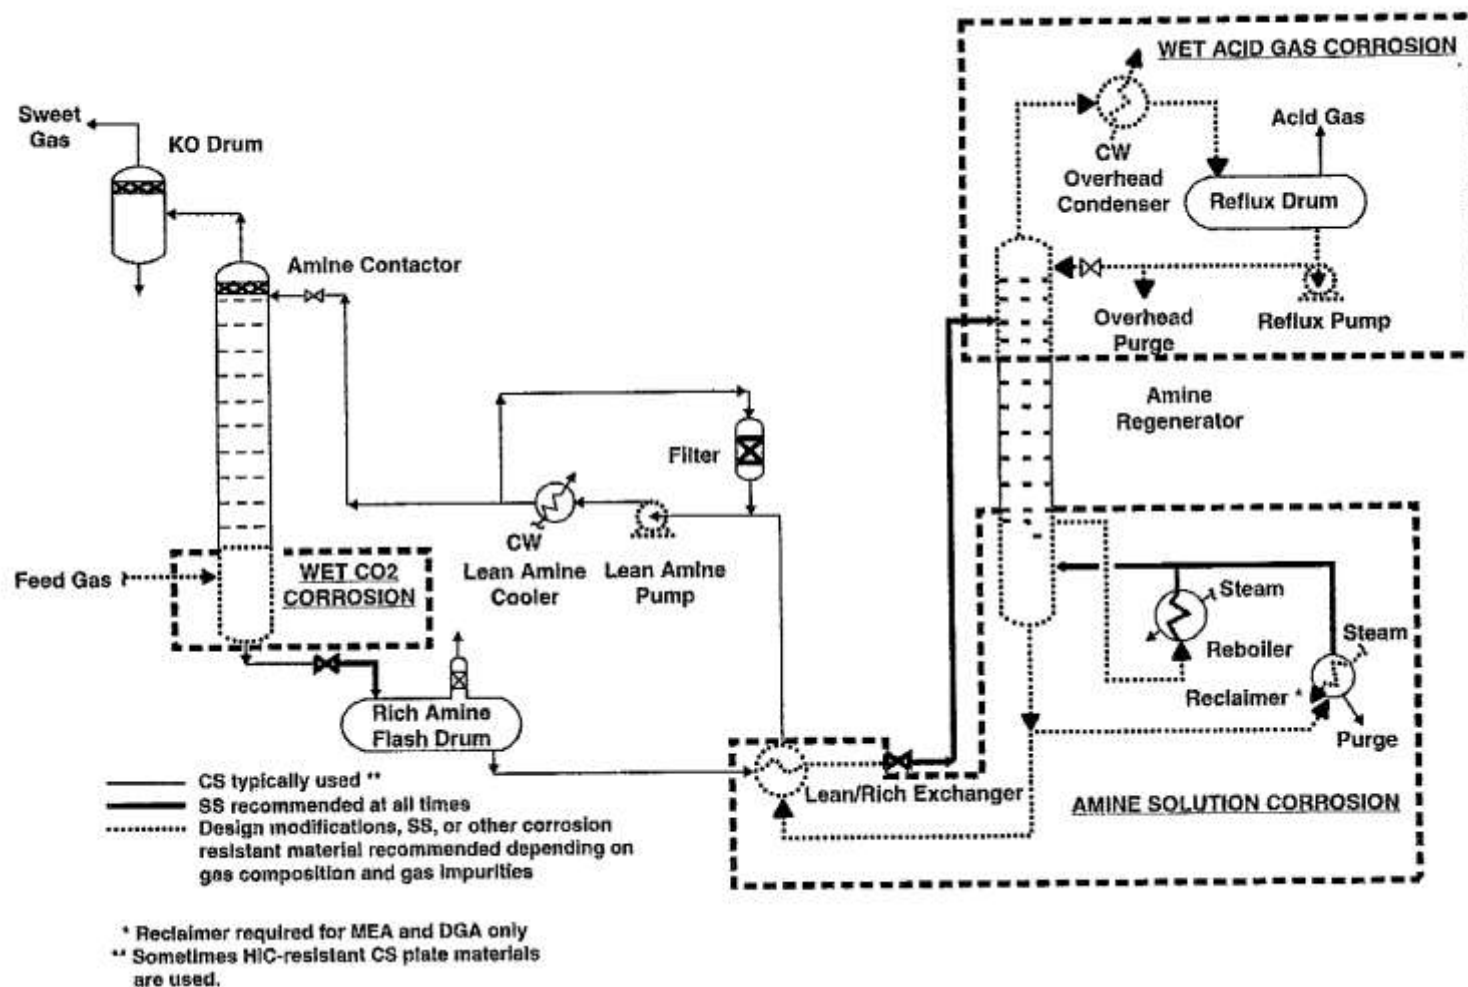 WET ACID GAS CORROSION
Sweet
Gas
KO Drum
Acid Gas
CW
Overhead
Condenser
Reflux Drum
Amine Contactor
Overhead
Purge
Reflux Pump
Amine
Regenerator
Filter
CW
Lean Amine
Cooler
Lean Amine
Pump
Feed Gas
WET CO2
CORROSION
Steam
Reboiler
Steam
Reclaimer *
Purge
Rich Amine
Flash Drum
Lean/Rich Exchanger
AMINE SOLUTION CORROSION
CS typically used **
SS recommended at all times
Design modifications, SS, or other corrosion
resistant material recommended depending on
gas composition and gas impurities
* Reclaimer required for MEA and DGA only
** Sometimes HIC-resistant CS plate materials
are used.